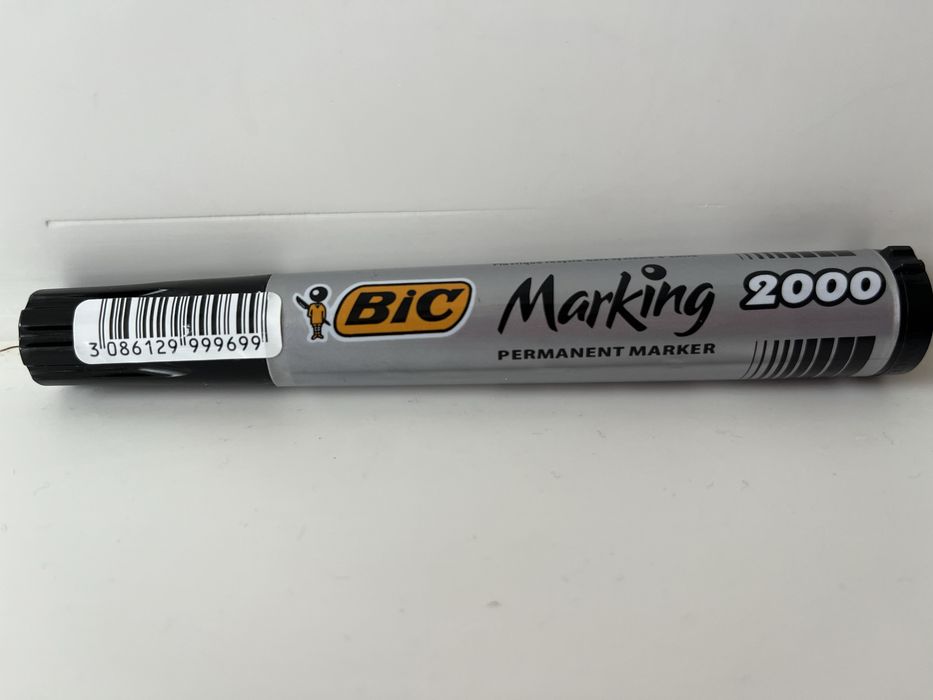 3 086129 999699
BiC
Marking
PERMANENT MARKER
2000